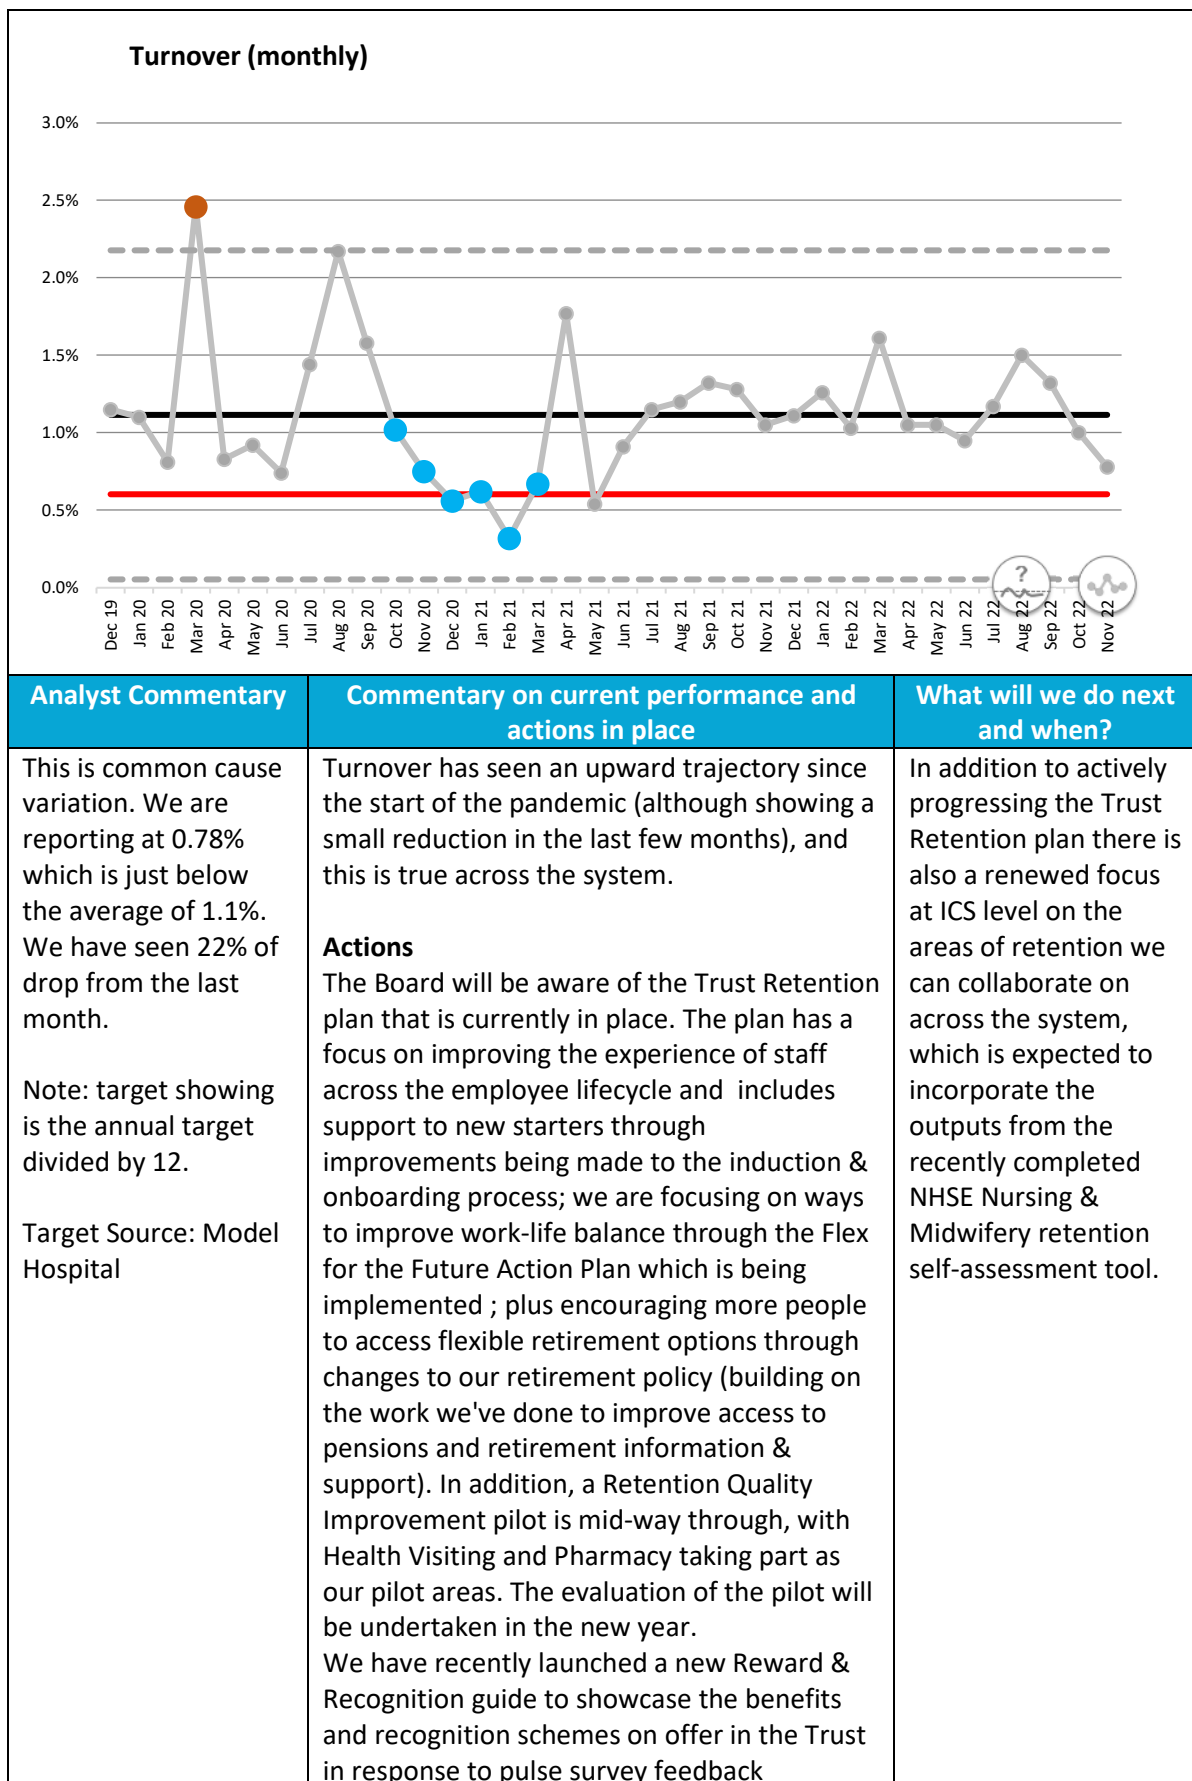 Turnover (monthly)
3.0%
2.5%
2.0%
1.5%
1.0%
0.5%
0.0%
?
Dec 19
Jan 20
Feb 20
Mar 20
Apr 20
May 20
Jun 20
Jul 20
Aug 20
Sep 20
Oct 20
Nov 20
Dec 20
Jan 21
Feb 21
Mar 21
Apr 21
May 21
Jun 21
Jul 21
Aug 21
Sep 21
Oct 21
Nov 21
Dec 21
Jan 22
Feb 22
Mar 22
Apr 22
May 22
Jun 22
Jul 22
Aug 22
Sep 22
Oct 22
Nov 22
Analyst Commentary
This is common cause
variation. We are
reporting at 0.78%
which is just below
the average of 1.1%.
We have seen 22% of
drop from the last
month.
Note: target showing
is the annual target
divided by 12.
Target Source: Model
Hospital
Commentary on current performance and
actions in place
Turnover has seen an upward trajectory since
the start of the pandemic (although showing a
small reduction in the last few months), and
this is true across the system.
Actions
The Board will be aware of the Trust Retention
plan that is currently in place. The plan has a
focus on improving the experience of staff
across the employee lifecycle and  includes
support to new starters through
improvements being made to the induction &
onboarding process; we are focusing on ways
to improve work-life balance through the Flex
for the Future Action Plan which is being
implemented ; plus encouraging more people
to access flexible retirement options through
changes to our retirement policy (building on
the work we've done to improve access to
pensions and retirement information &
support). In addition, a Retention Quality
Improvement pilot is mid-way through, with
Health Visiting and Pharmacy taking part as
our pilot areas. The evaluation of the pilot will
be undertaken in the new year.
We have recently launched a new Reward &
Recognition guide to showcase the benefits
and recognition schemes on offer in the Trust
in response to pulse survey feedback
What will we do next
and when?
In addition to actively
progressing the Trust
Retention plan there is
also a renewed focus
at ICS level on the
areas of retention we
can collaborate on
across the system,
which is expected to
incorporate the
outputs from the
recently completed
NHSE Nursing &
Midwifery retention
self-assessment tool.